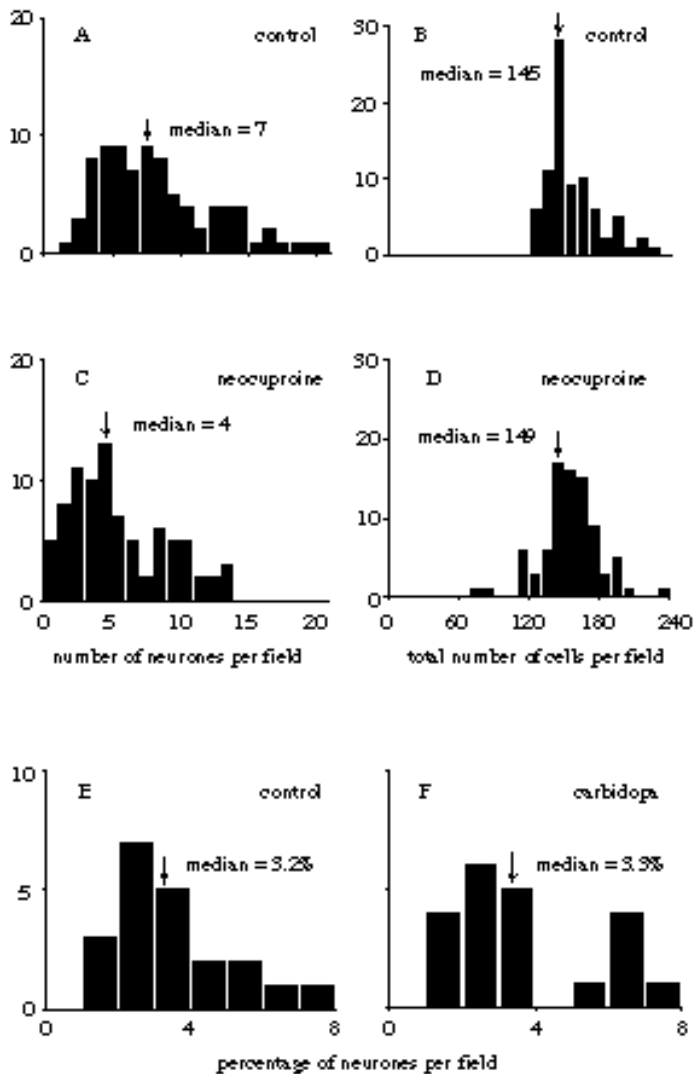 20
A
control
median = 7
10
0
30
B
control
median = 145
20
10
0
20
C
neocuproine
median = 4
10
0
0
5
10
15
20
number of neurones per field
30
D
neocuproine
median = 149
20
10
0
0
60
120
180
240
total number of cells per field
10
E
control
median = 3.2%
5
0
0
4
8
F
carbidopa
median = 3.3%
0
4
8
percentage of neurones per field